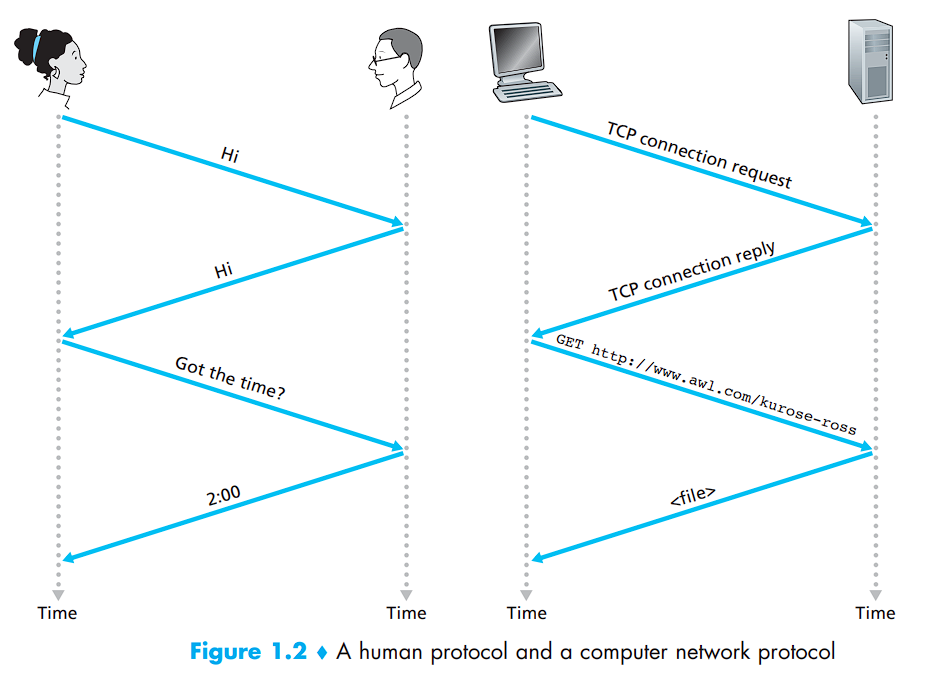 Hi
Hi
Got the time?
2:00
Time
Time
TCP connection request
TCP connection reply
GET http://www.awl.com/kurose-ross
<file>
Time
Time
Figure 1.2 ♦ A human protocol and a computer network protocol